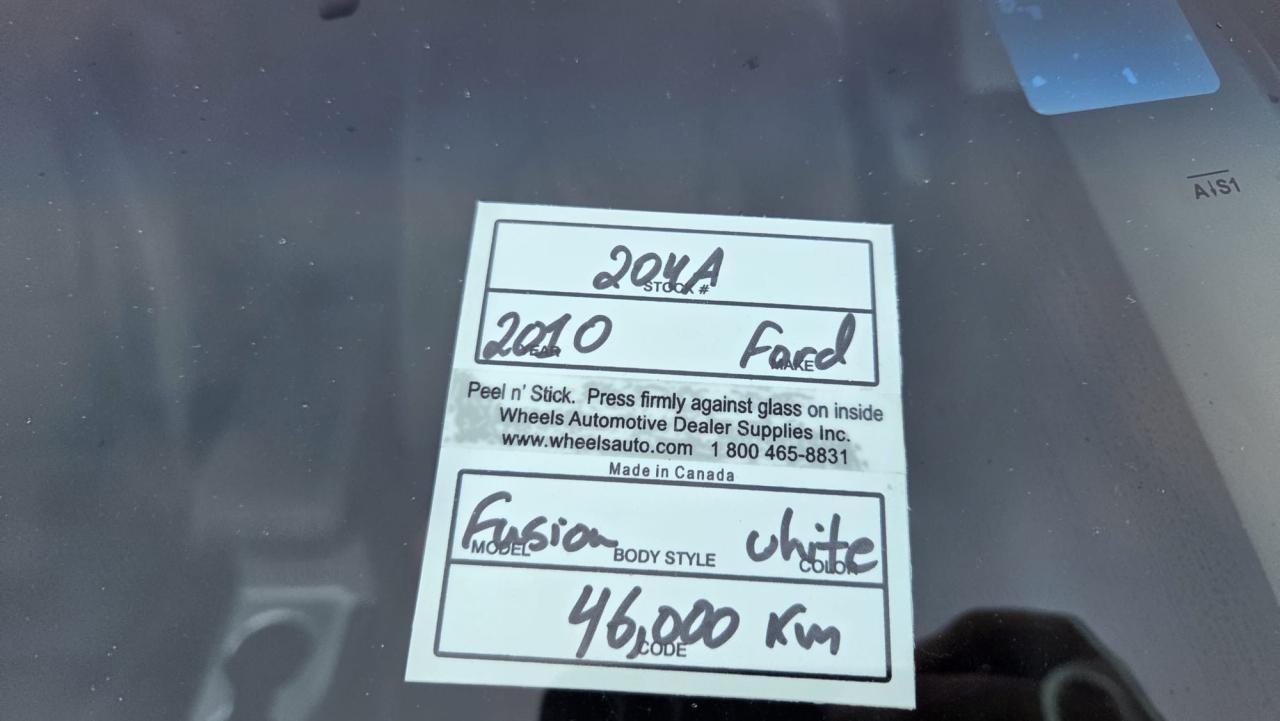 204A
STOCK #
2010 Ford
YEAR MAKE
Peel n' Stick. Press firmly against glass on inside
Wheels Automotive Dealer Supplies Inc.
www.wheelsauto.com 1 800 465-8831
Made in Canada
Fusion white
MODEL BODY STYLE COLOR
46,000 Km
CODE
AIS1